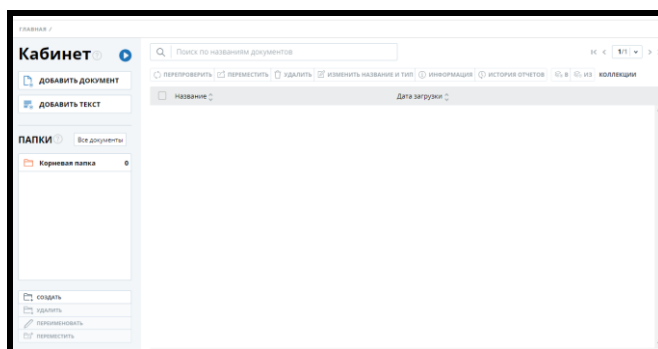 ГЛАВНАЯ /
Кабинет
Поиск по названиям документов
1/1
ДОБАВИТЬ ДОКУМЕНТ
ПЕРЕПРОВЕРИТЬ ПЕРЕМЕСТИТЬ УДАЛИТЬ ИЗМЕНИТЬ НАЗВАНИЕ И ТИП ИНФОРМАЦИЯ ИСТОРИЯ ОТЧЕТОВ В ИЗ КОЛЛЕКЦИИ
ДОБАВИТЬ ТЕКСТ
Название Дата загрузки
ПАПКИ Все документы
Корневая папка 0
СОЗДАТЬ
УДАЛИТЬ
ПЕРЕИМЕНОВАТЬ
ПЕРЕМЕСТИТЬ